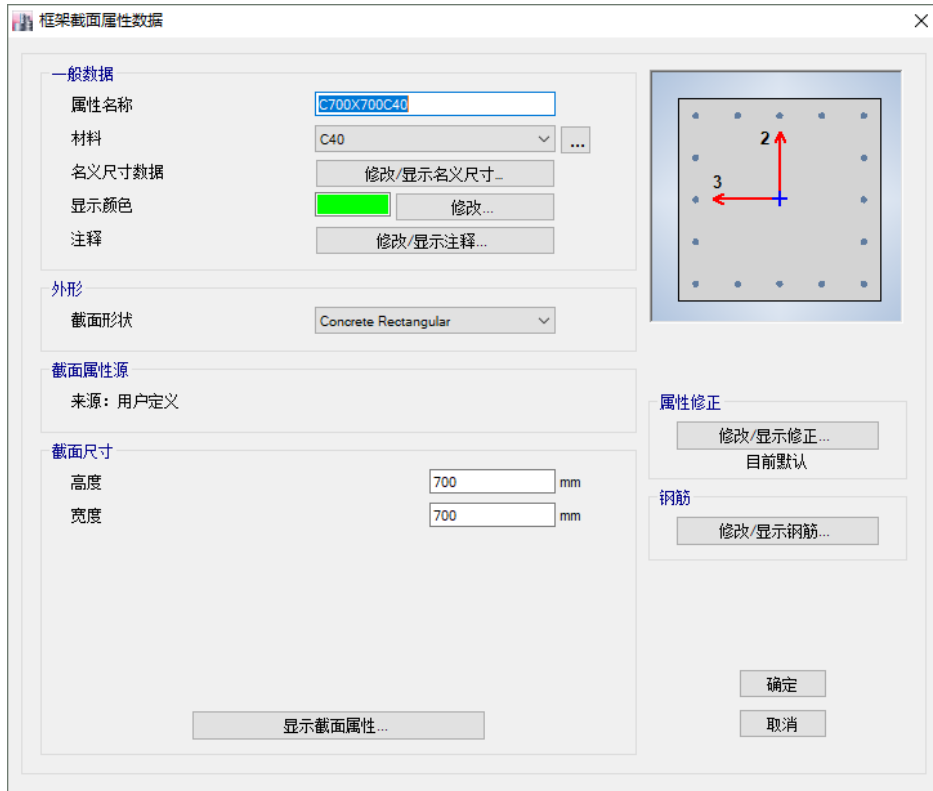 框架截面属性数据
一般数据
属性名称
C700X700C40
材料
C40
...
名义尺寸数据
修改/显示名义尺寸...
显示颜色
修改...
注释
修改/显示注释...
外形
截面形状
Concrete Rectangular
截面属性源
来源：用户定义
截面尺寸
高度
700
mm
宽度
700
mm
显示截面属性...
2
3
属性修正
修改/显示修正...
目前默认
钢筋
修改/显示钢筋...
确定
取消